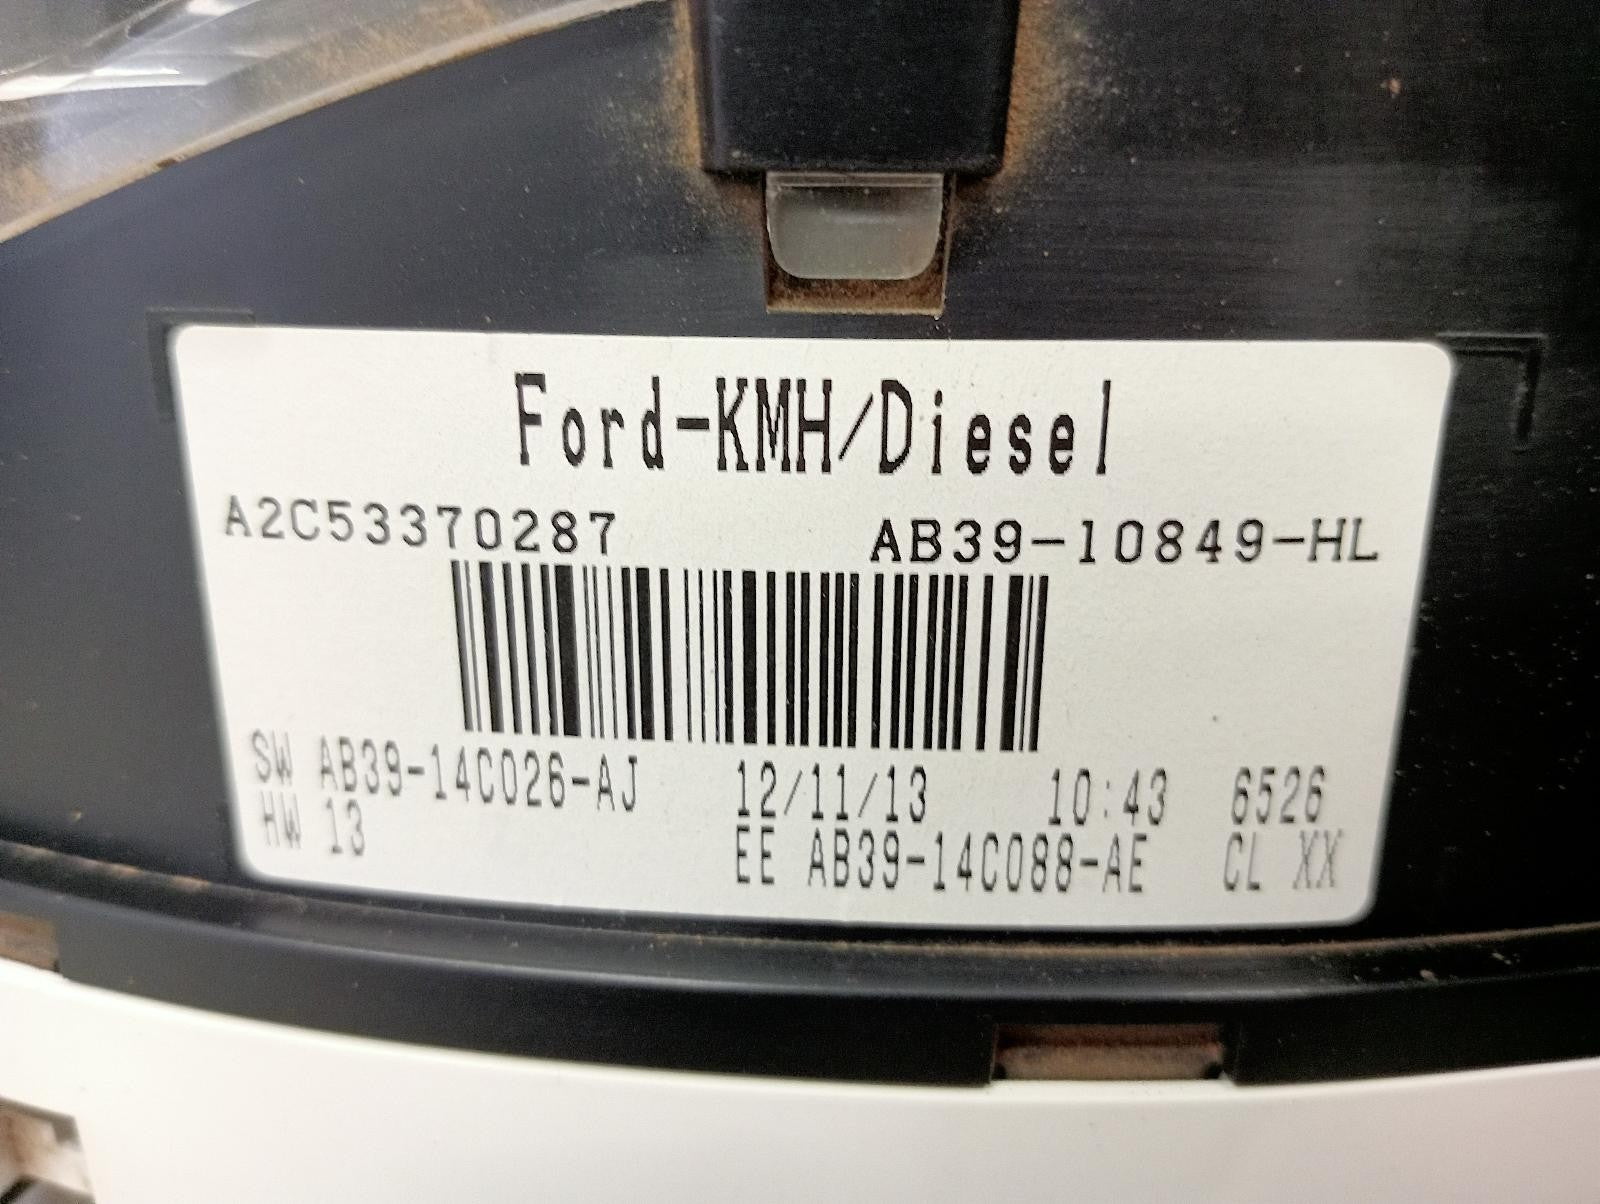 Ford-KMH/Diesel
A2C53370287 AB39-10849-HL
SW AB39-14C026-AJ 12/11/13 10:43 6526
HW 13 EE AB39-14C088-AE CL XX